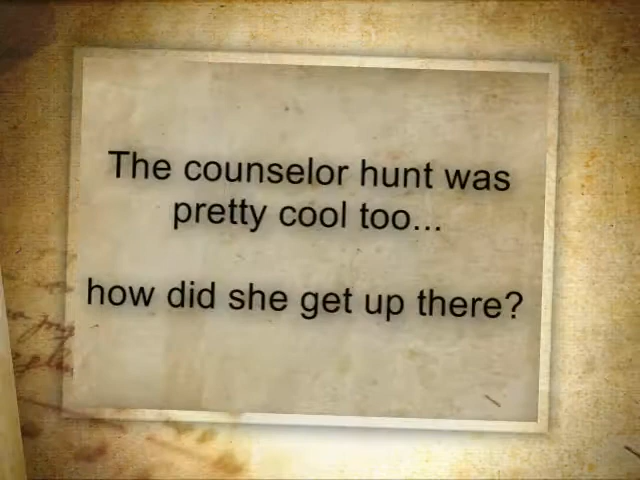 The counselor hunt was
pretty cool too...
how did she get up there?